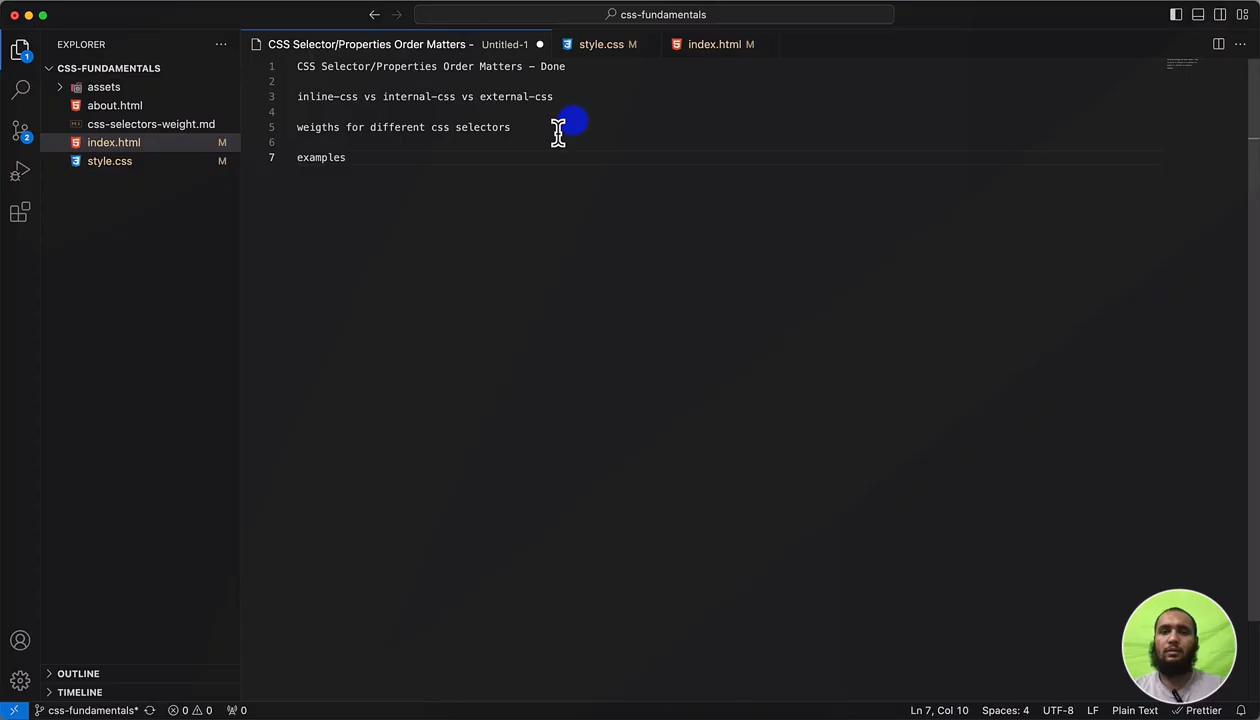 css-fundamentals
EXPLORER
CSS Selector/Properties Order Matters - Untitled-1
style.css M
index.html M
CSS-FUNDAMENTALS
assets
about.html
css-selectors-weight.md
index.html M
style.css M
1
2
1 CSS Selector/Properties Order Matters - Done
2
3 inline-css vs internal-css vs external-css
4
5 weigths for different css selectors
6
7 examples
OUTLINE
TIMELINE
css-fundamentals* 0 0 0 Ln 7, Col 10 Spaces: 4 UTF-8 LF Plain Text Prettier